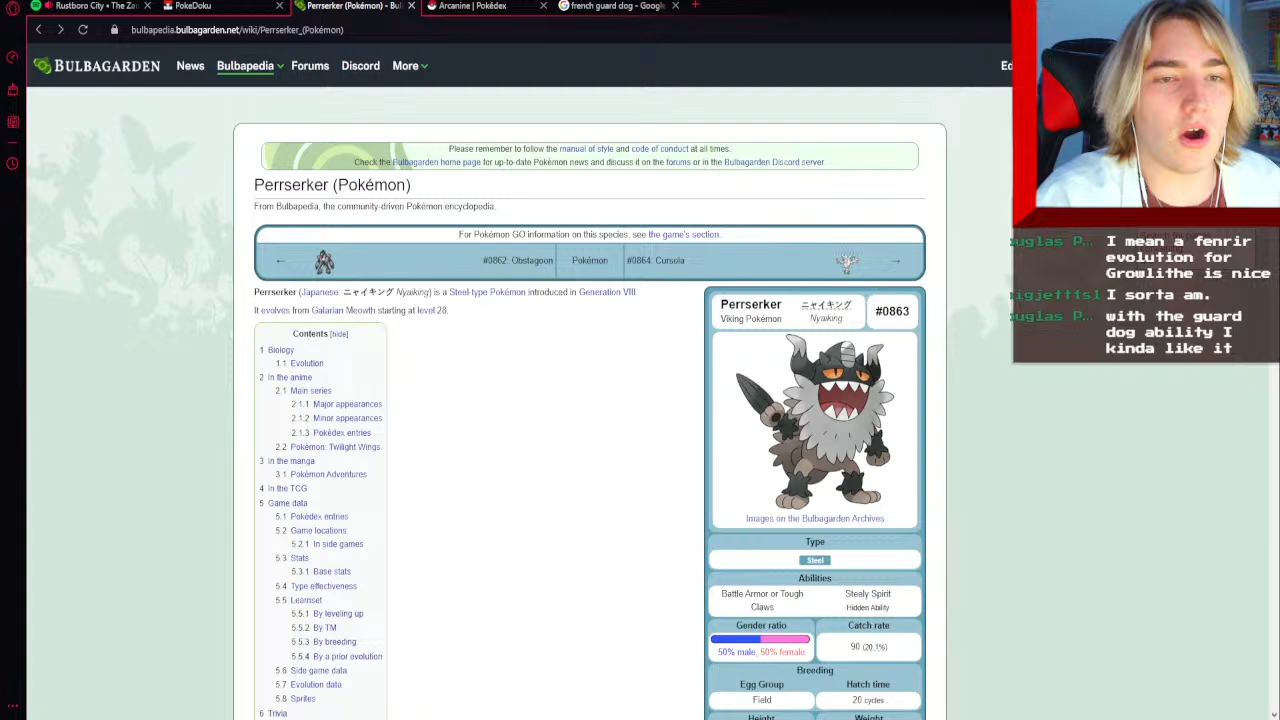 Rustboro City • The Za
PokeDoku
Perrserker (Pokémon) - Bul
Arcanine | Pokédex
french guard dog - Google
bulbapedia.bulbagarden.net/wiki/Perrserker_(Pokémon)
BULBAGARDEN
News
Bulbapedia
Forums
Discord
More
Ed
Please remember to follow the manual of style and code of conduct at all times.
Check the Bulbagarden home page for up-to-date Pokémon news and discuss it on the forums or in the Bulbagarden Discord server.
Perrserker (Pokémon)
From Bulbapedia, the community-driven Pokémon encyclopedia.
For Pokémon GO information on this species, see the game's section.
← #0862: Obstagoon Pokémon #0864: Cursola →
Perrserker (Japanese: ニャイキング Nyaiking) is a Steel-type Pokémon introduced in Generation VIII.
It evolves from Galarian Meowth starting at level 28.
Contents [hide]
1 Biology
1.1 Evolution
2 In the anime
2.1 Main series
2.1.1 Major appearances
2.1.2 Minor appearances
2.1.3 Pokédex entries
2.2 Pokémon: Twilight Wings
3 In the manga
3.1 Pokémon Adventures
4 In the TCG
5 Game data
5.1 Pokédex entries
5.2 Game locations
5.2.1 In side games
5.3 Stats
5.3.1 Base stats
5.4 Type effectiveness
5.5 Learnset
5.5.1 By leveling up
5.5.2 By TM
5.5.3 By breeding
5.5.4 By a prior evolution
5.6 Side game data
5.7 Evolution data
5.8 Sprites
6 Trivia
Perrserker
Viking Pokémon
ニャイキング
Nyaiking
#0863
Images on the Bulbagarden Archives
Type
Steel
Abilities
Battle Armor or Tough
Claws
Steely Spirit
Hidden Ability
Gender ratio
50% male, 50% female
Catch rate
90 (20.1%)
Breeding
Egg Group
Field
Hatch time
20 cycles
Height
Weight
uglas P... I mean a fenrir
evolution for
Growlithe is nice
I sorta am.
uglas P... with the guard
dog ability I
kinda like it